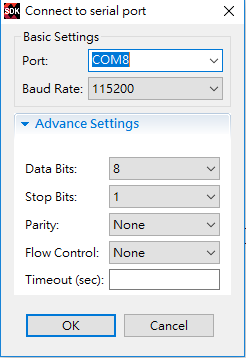 SDK Connect to serial port
Basic Settings
Port: COM8
Baud Rate: 115200
Advance Settings
Data Bits: 8
Stop Bits: 1
Parity: None
Flow Control: None
Timeout (sec):
OK Cancel